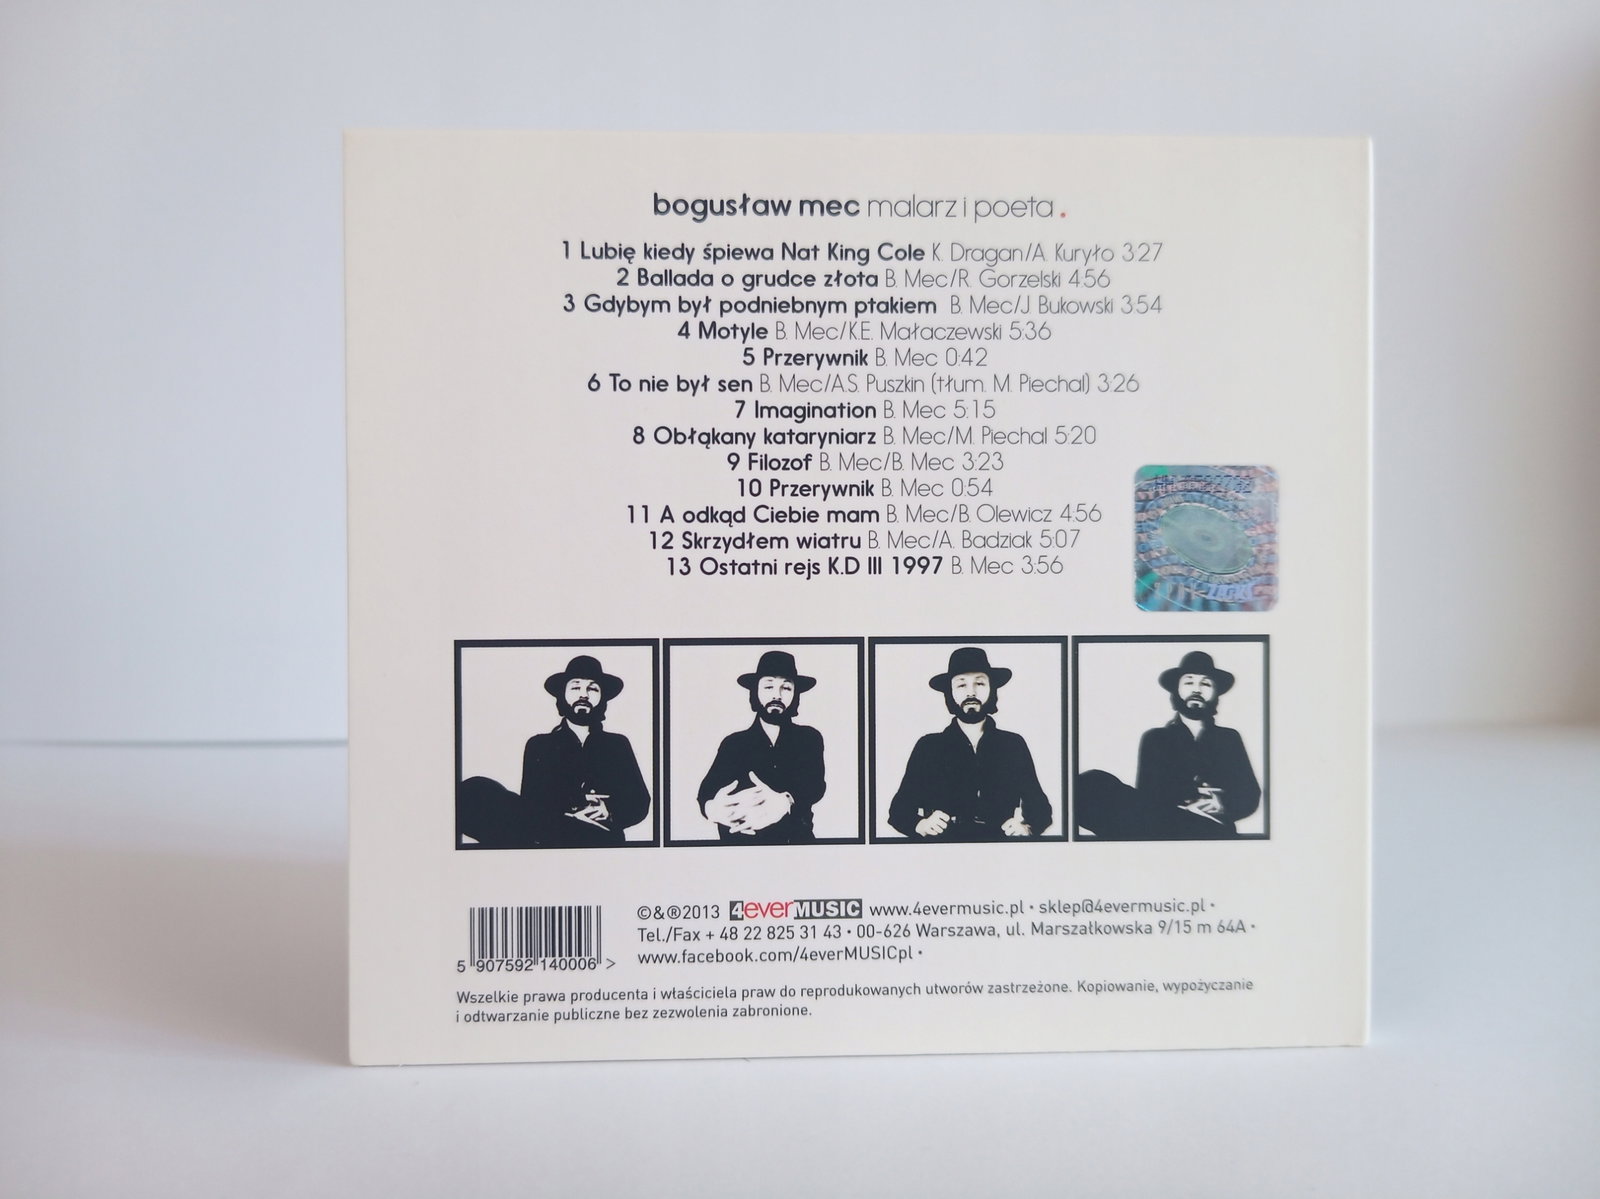 bogusław mec malarz i poeta.
1 Lubię kiedy śpiewa Nat King Cole K. Dragan/A. Kuryło 3:27
2 Ballada o grudce złota B. Mec/R. Gorzelski 4:56
3 Gdybym był podniebnym ptakiem B. Mec/J. Bukowski 3:54
4 Motyle B. Mec/K.E. Małaczewski 5:36
5 Przerywnik B. Mec 0:42
6 To nie był sen B. Mec/A.S. Puszkin (tłum. M. Piechal) 3:26
7 Imagination B. Mec 5:15
8 Obłąkany kataryniarz B. Mec/M. Piechal 5:20
9 Filozof B. Mec/B. Mec 3:23
10 Przerywnik B. Mec 0:54
11 A odkąd Ciebie mam B. Mec/B. Olewicz 4:56
12 Skrzydłem wiatru B. Mec/A. Badziak 5:07
13 Ostatni rejs K.D III 1997 B. Mec 3:56
©&®2013 4everMUSIC www.4evermusic.pl • sklep@4evermusic.pl •
Tel./Fax + 48 22 825 31 43 • 00-626 Warszawa, ul. Marszałkowska 9/15 m 64A •
www.facebook.com/4everMUSICpl •
5 907592 140006 >
Wszelkie prawa producenta i właściciela praw do reprodukowanych utworów zastrzeżone. Kopiowanie, wypożyczanie
i odtwarzanie publiczne bez zezwolenia zabronione.